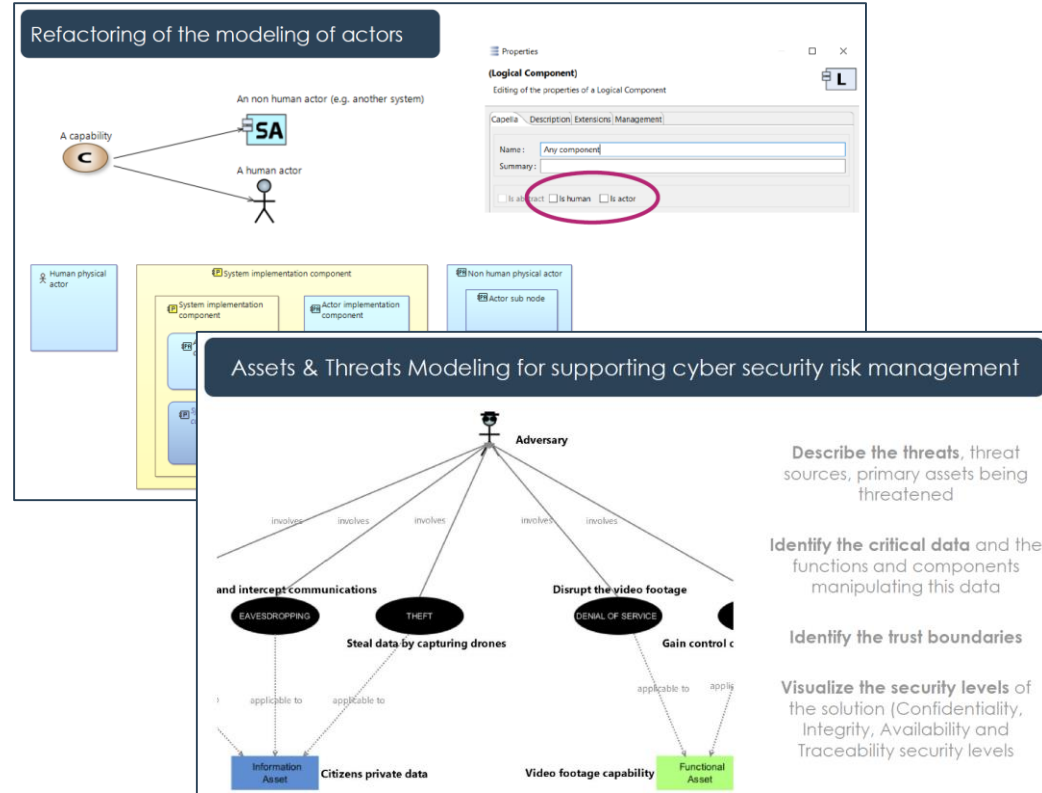 Refactoring of the modeling of actors
Properties
(Logical Component)
Editing of the properties of a Logical Component
L
Capella Description Extensions Management
Name : Any component
Summary :
Is abstract Is human Is actor
An non human actor (e.g. another system)
SA
A capability
C
A human actor
Human physical
actor
System implementation component
System implementation
component
Actor implementation
component
Non human physical actor
Actor sub node
Assets & Threats Modeling for supporting cyber security risk management
Adversary
involves involves involves involves involves
and intercept communications
EAVESDROPPING
THEFT
Steal data by capturing drones
Disrupt the video footage
DENIAL OF SERVICE
Gain control
applicable to applicable to applicable to
Information
Asset
Citizens private data
Video footage capability
Functional
Asset
Describe the threats, threat
sources, primary assets being
threatened
Identify the critical data and the
functions and components
manipulating this data
Identify the trust boundaries
Visualize the security levels of
the solution (Confidentiality,
Integrity, Availability and
Traceability security levels